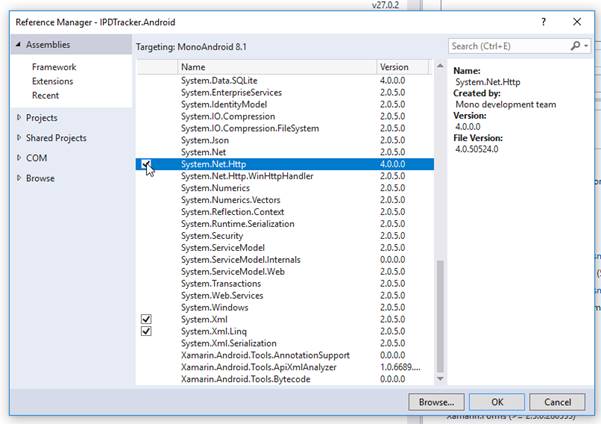 v27.0.2
Reference Manager - IPDTracker.Android
? X
Assemblies
Framework
Extensions
Recent
Projects
Shared Projects
COM
Browse
Targeting: MonoAndroid 8.1
Search (Ctrl+E)
Name Version
System.Data.SQLite 4.0.0.0
System.EnterpriseServices 2.0.5.0
System.IdentityModel 2.0.5.0
System.IO.Compression 2.0.5.0
System.IO.Compression.FileSystem 2.0.5.0
System.Json 2.0.5.0
System.Net 2.0.5.0
System.Net.Http 4.0.0.0
System.Net.Http.WinHttpHandler 2.0.5.0
System.Numerics 2.0.5.0
System.Numerics.Vectors 2.0.5.0
System.Reflection.Context 2.0.5.0
System.Runtime.Serialization 2.0.5.0
System.Security 2.0.5.0
System.ServiceModel 2.0.5.0
System.ServiceModel.Internals 0.0.0.0
System.ServiceModel.Web 2.0.5.0
System.Transactions 2.0.5.0
System.Web.Services 2.0.5.0
System.Windows 2.0.5.0
System.Xml 2.0.5.0
System.Xml.Linq 2.0.5.0
System.Xml.Serialization 2.0.5.0
Xamarin.Android.Tools.AnnotationSupport 0.0.0.0
Xamarin.Android.Tools.ApiXmlAnalyzer 1.0.6689....
Xamarin.Android.Tools.Bytecode 0.0.0.0
Name:
System.Net.Http
Created by:
Mono development team
Version:
4.0.0.0
File Version:
4.0.50524.0
Browse... OK Cancel